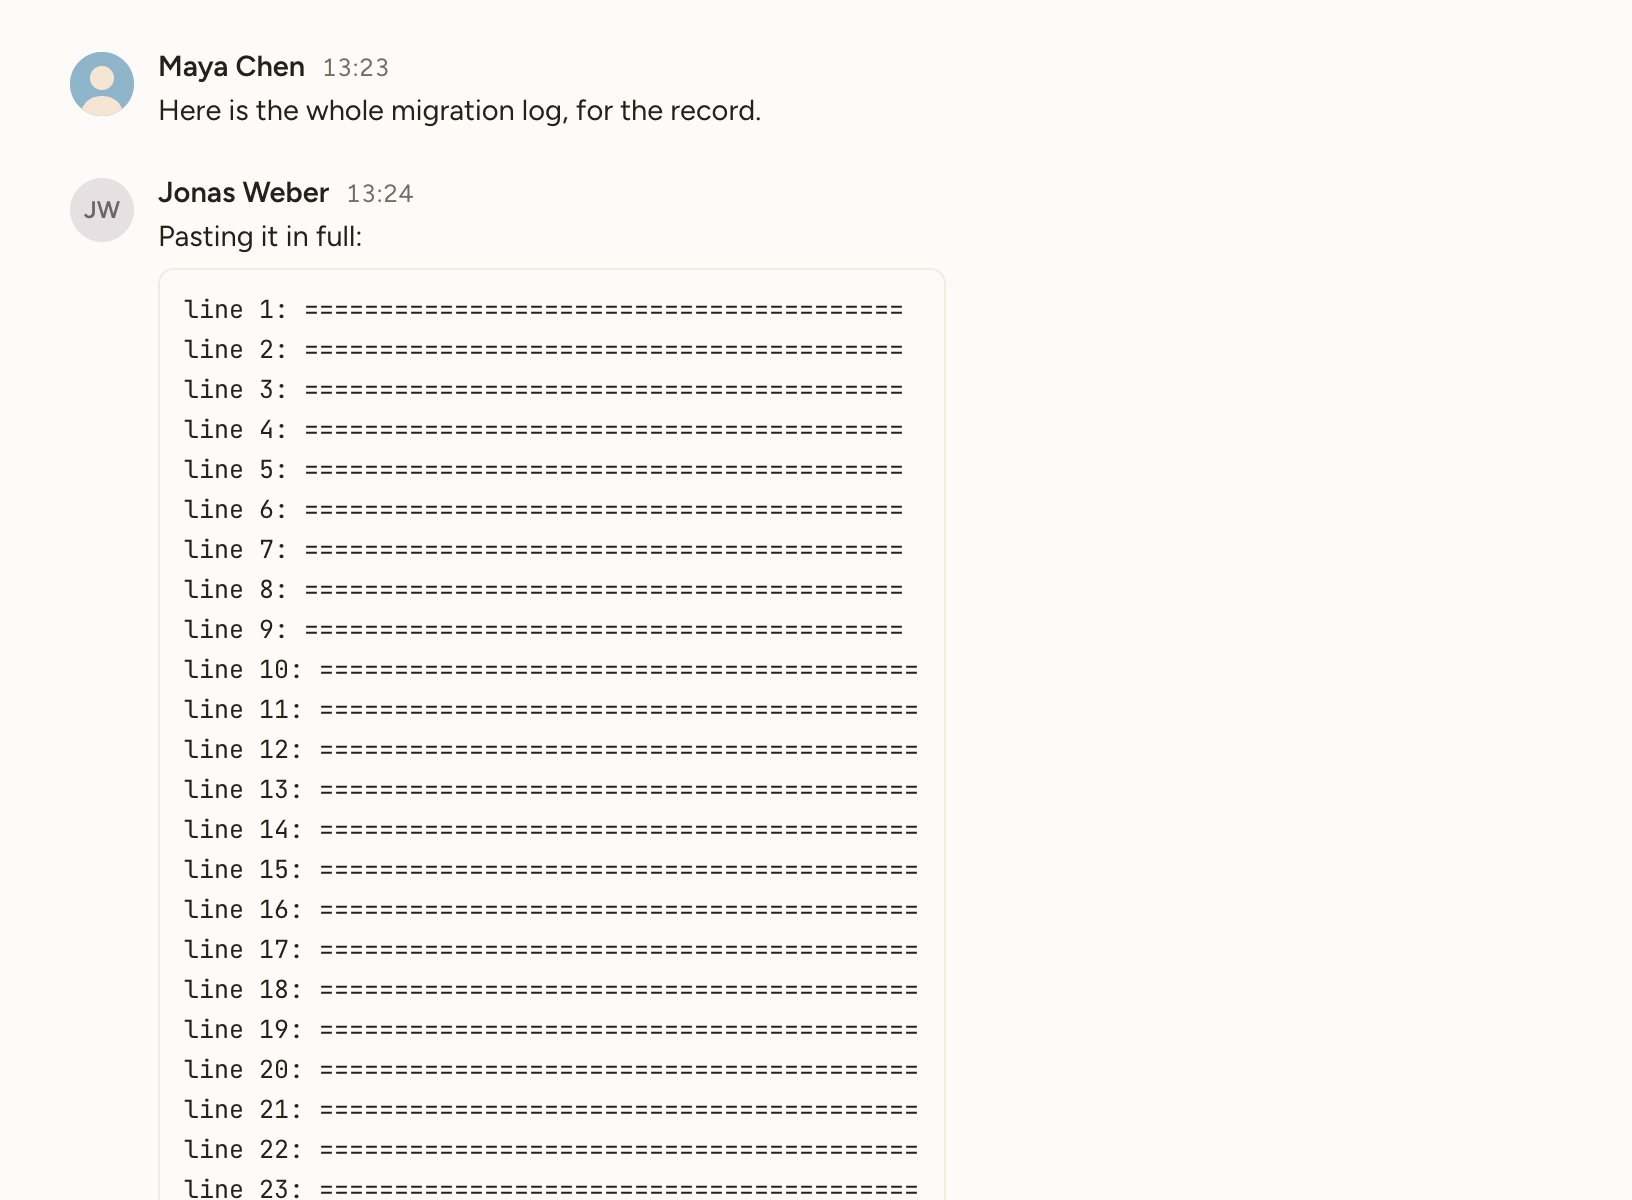 Maya Chen 13:23
Here is the whole migration log, for the record.
JW
Jonas Weber 13:24
Pasting it in full:
line 1: ========================================
line 2: ========================================
line 3: ========================================
line 4: ========================================
line 5: ========================================
line 6: ========================================
line 7: ========================================
line 8: ========================================
line 9: ========================================
line 10: ========================================
line 11: ========================================
line 12: ========================================
line 13: ========================================
line 14: ========================================
line 15: ========================================
line 16: ========================================
line 17: ========================================
line 18: ========================================
line 19: ========================================
line 20: ========================================
line 21: ========================================
line 22: ========================================
line 23: ========================================